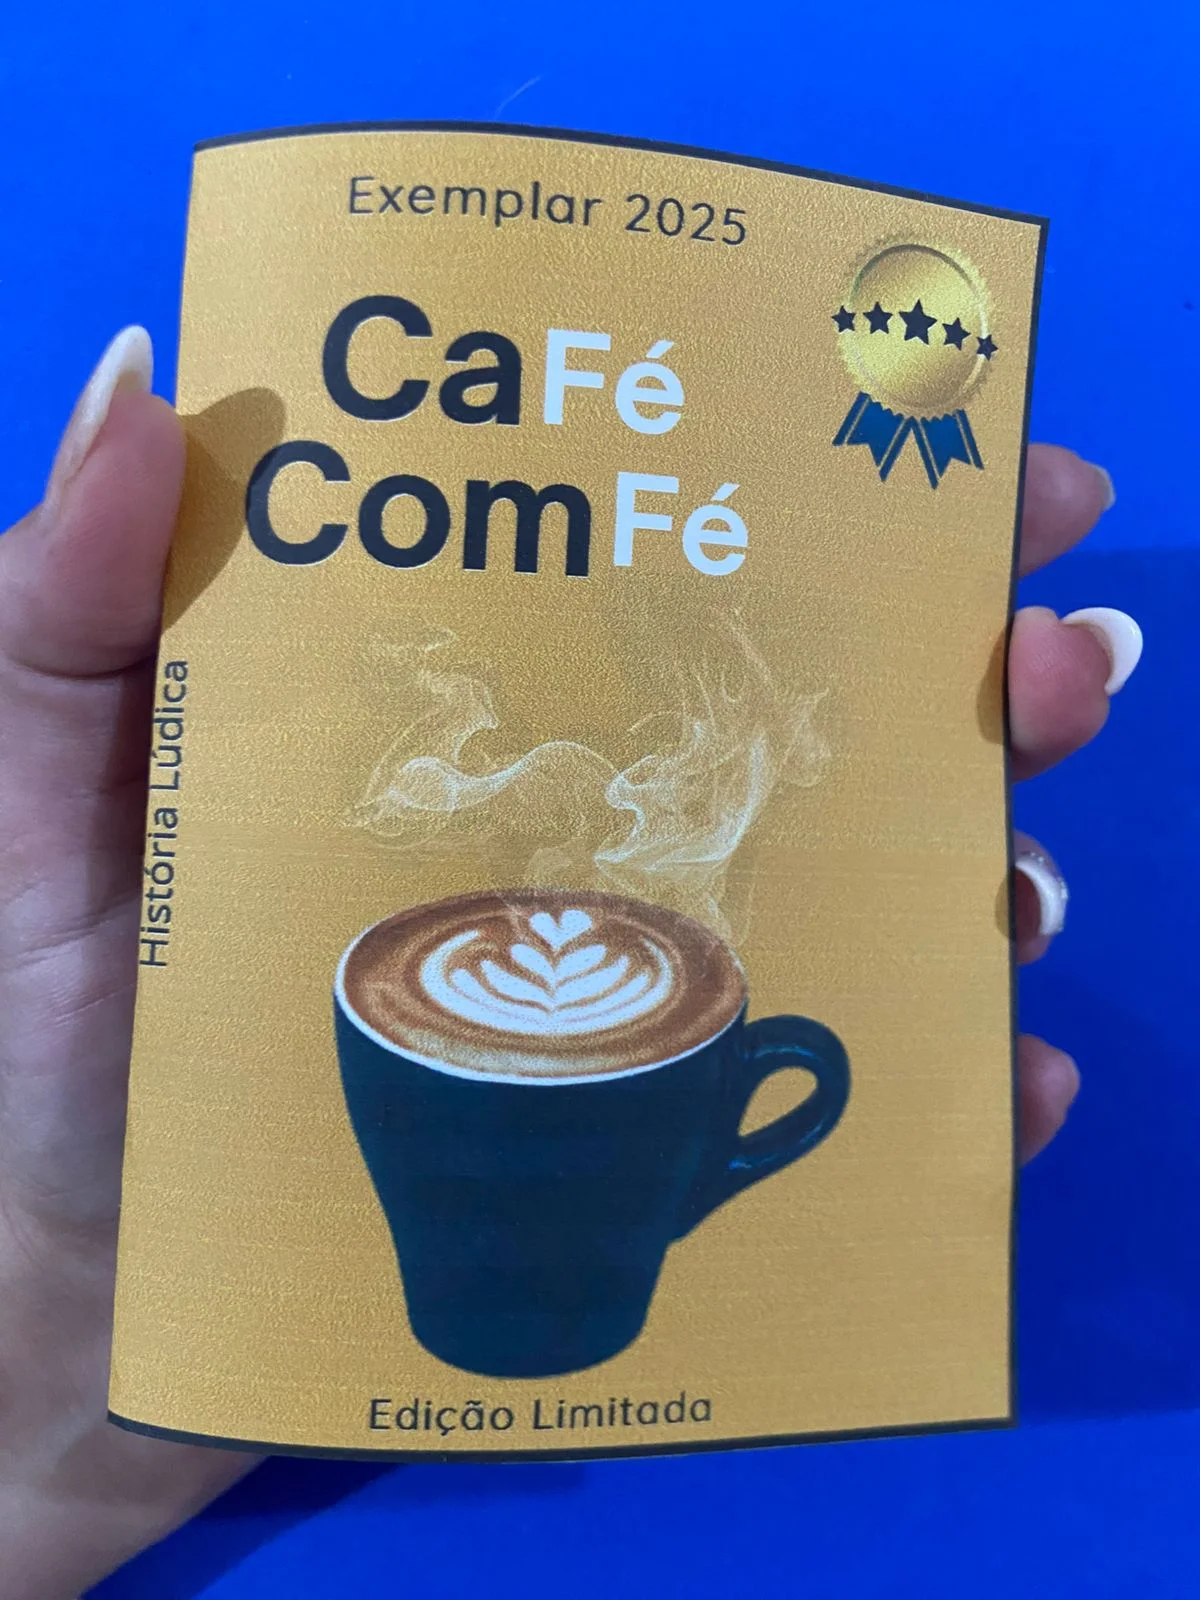 Exemplar 2025
CaFé
ComFé
História Lúdica
Edição Limitada